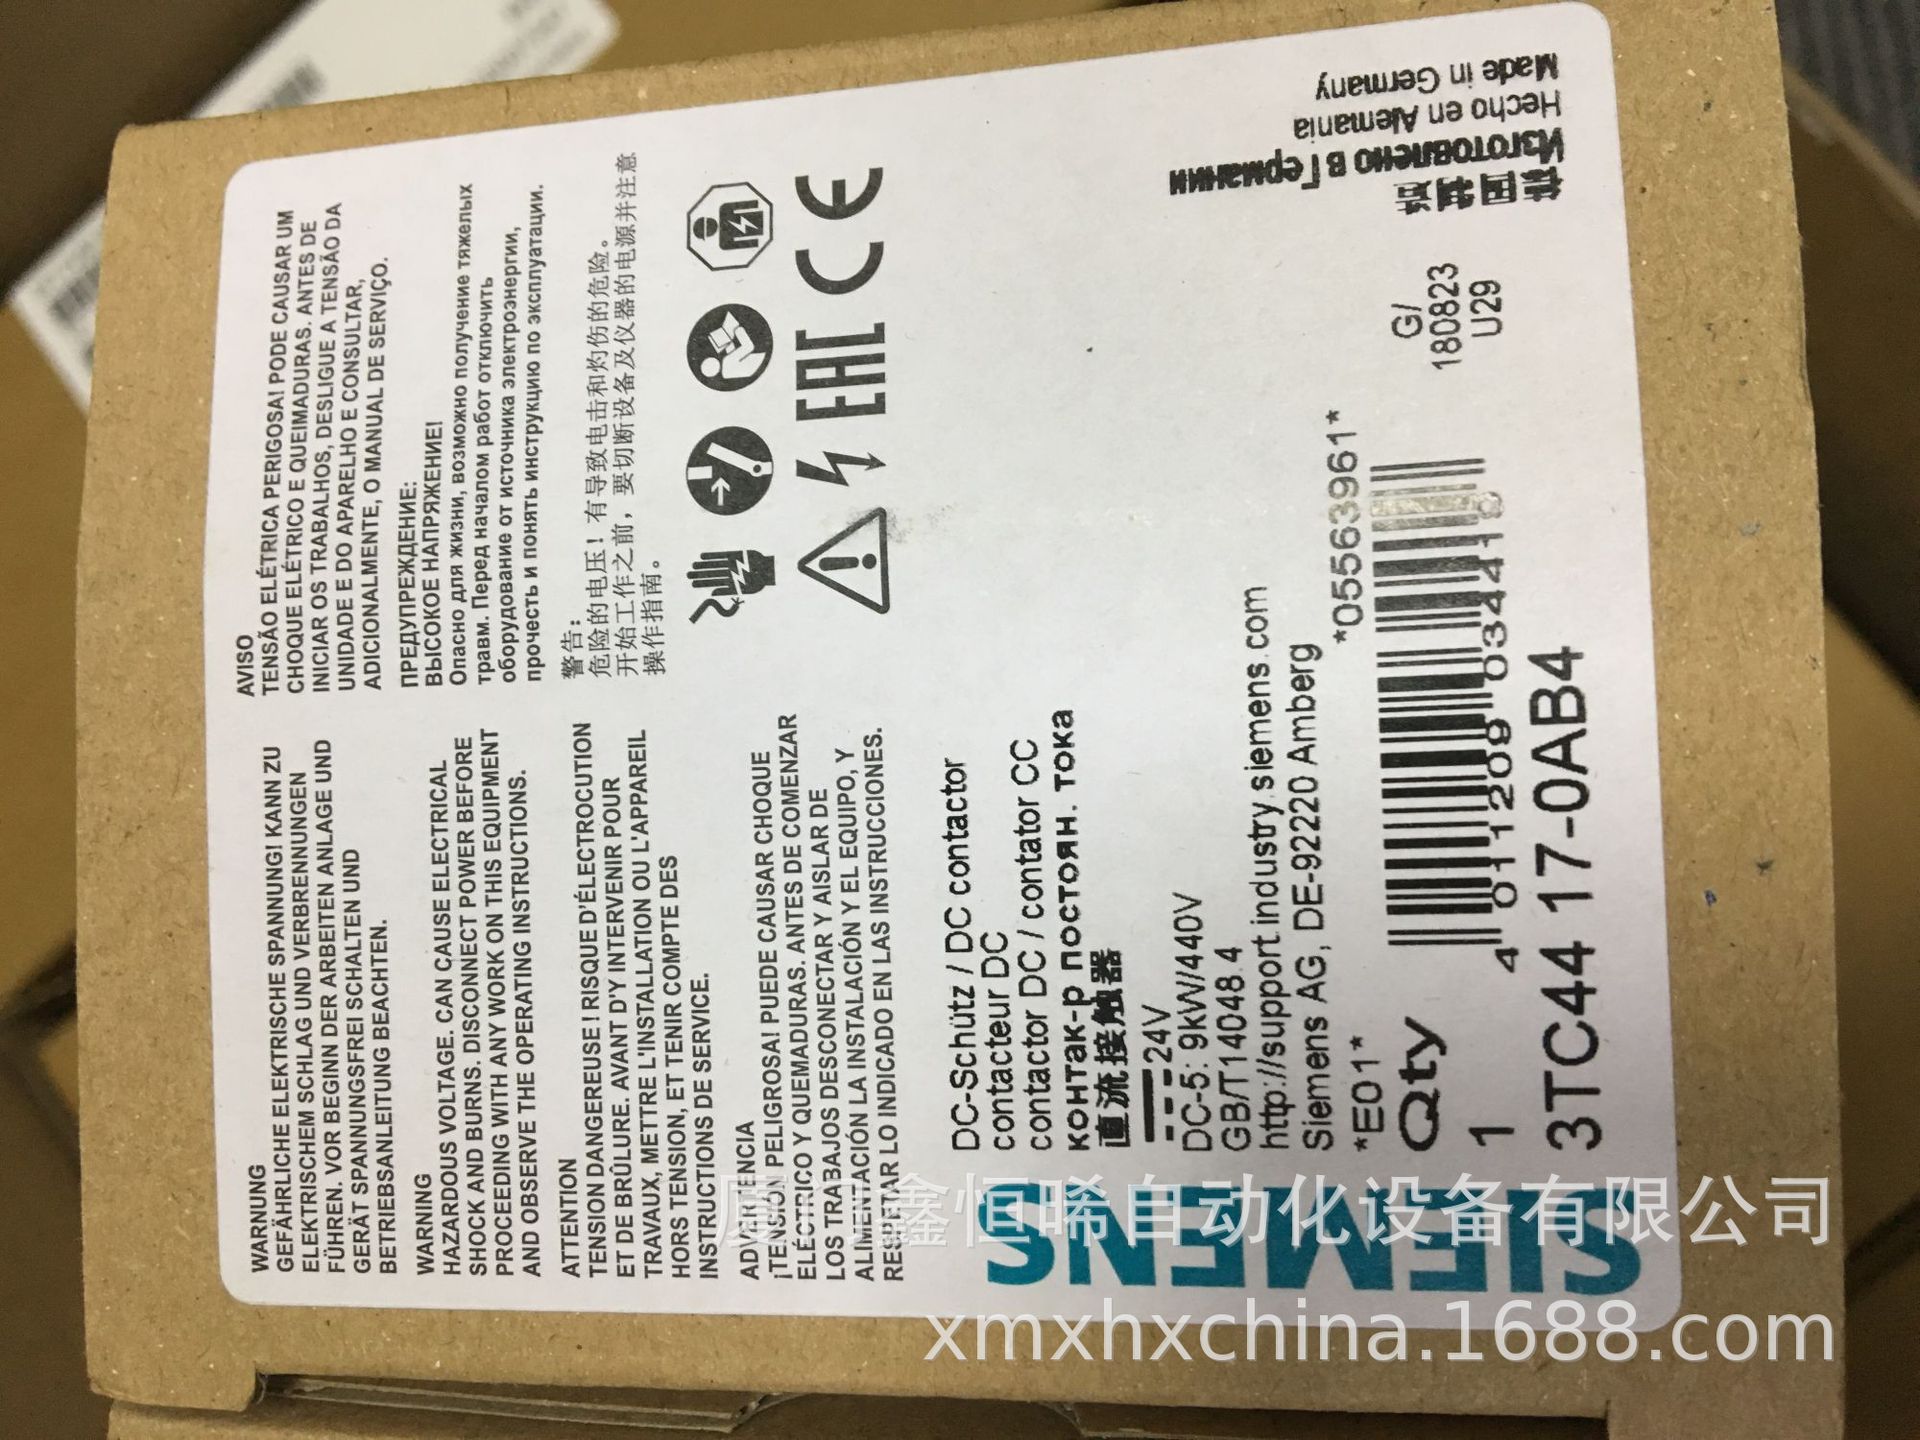 WARNUNG
GEFÄHRLICHE ELEKTRISCHE SPANNUNG! KANN ZU
ELEKTRISCHEM SCHLAG UND VERBRENNUNGEN
FÜHREN. VOR BEGINN DER ARBEITEN ANLAGE UND
GERÄT SPANNUNGSFREI SCHALTEN UND
BETRIEBSANLEITUNG BEACHTEN.
WARNING
HAZARDOUS VOLTAGE. CAN CAUSE ELECTRICAL
SHOCK AND BURNS. DISCONNECT POWER BEFORE
PROCEEDING WITH ANY WORK ON THIS EQUIPMENT
AND OBSERVE THE OPERATING INSTRUCTIONS.
ATTENTION
TENSION DANGEREUSE ! RISQUE D'ÉLECTROCUTION
ET DE BRÛLURE. AVANT D'Y INTERVENIR POUR
TRAVAUX, METTRE L'INSTALLATION OU L'APPAREIL
HORS TENSION, ET TENIR COMPTE DES
INSTRUCTIONS DE SERVICE.
ADVERTENCIA
¡TENSIÓN PELIGROSA! PUEDE CAUSAR CHOQUE
ELÉCTRICO Y QUEMADURAS. ANTES DE COMENZAR
LOS TRABAJOS DESCONECTAR Y AISLAR DE
ALIMENTACIÓN LA INSTALACIÓN Y EL EQUIPO, Y
RESPETAR LO INDICADO EN LAS INSTRUCCIONES.
AVISO
TENSÃO ELÉTRICA PERIGOSA! PODE CAUSAR UM
CHOQUE ELÉTRICO E QUEIMADURAS. ANTES DE
INICIAR OS TRABALHOS, DESLIGUE A TENSÃO DA
UNIDADE E DO APARELHO E CONSULTAR,
ADICIONALMENTE, O MANUAL DE SERVIÇO.
ПРЕДУПРЕЖДЕНИЕ:
ВЫСОКОЕ НАПРЯЖЕНИЕ!
Опасно для жизни, возможно получение тяжелых
травм. Перед началом работ отключить
оборудование от источника электроэнергии,
прочесть и понять инструкцию по эксплуатации.
警告:
危险的电压！有导致电击和灼伤的危险。
开始工作之前，要切断设备及仪器的电源并注意
操作指南。
EAC CE
SIEMENS
DC-Schütz / DC contactor
contacteur DC
contactor DC / contator CC
контак-р постоян. тока
直流接触器
24V
DC-5: 9kW/440V
GB/T14048.4
http://support.industry.siemens.com
Siemens AG, DE-92220 Amberg
*E01*
*05563961*
Qty
1
4 011209 034419
3TC44 17-0AB4
G/
180823
U29
Made in Germany
Hecho en Alemania
Изготовлено в Германии
厦门鑫恒晞自动化设备有限公司
xmxhxchina.1688.com